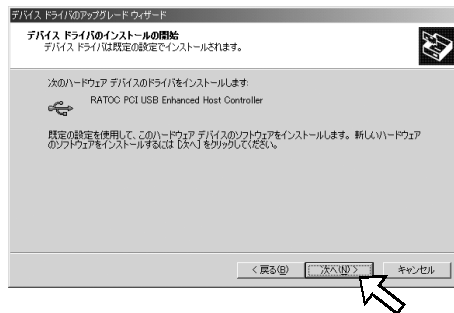 デバイス ドライバのアップグレード ウィザード
デバイス ドライバのインストールの開始
デバイス ドライバは既定の設定でインストールされます。
次のハードウェア デバイスのドライバをインストールします:
RATOC PCI USB Enhanced Host Controller
既定の設定を使用して、このハードウェア デバイスのソフトウェアをインストールします。新しいハードウェア
のソフトウェアをインストールするには [次へ] をクリックしてください。
< 戻る(B)
次へ(N) >
キャンセル